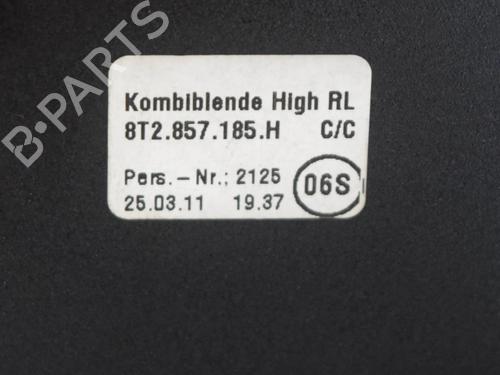 B-PARTS
Kombiblende High RL
8T2.857.185.H C/C
Pers.-Nr.; 2125
25.03.11 19.37
06S